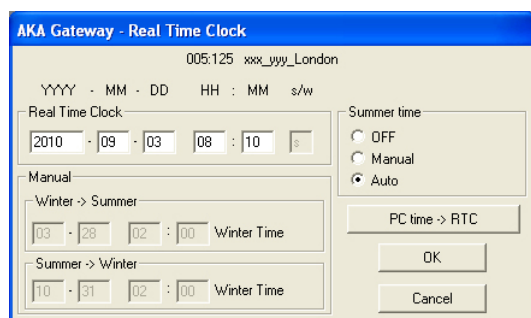 AKA Gateway - Real Time Clock
005:125 xxx_yyy_London
YYYY - MM - DD HH : MM s/w
Real Time Clock
2010 - 09 - 03 08 : 10 s
Summer time
OFF
Manual
Auto
Manual
Winter -> Summer
03 - 28 02 : 00 Winter Time
Summer -> Winter
10 - 31 02 : 00 Winter Time
PC time -> RTC
OK
Cancel